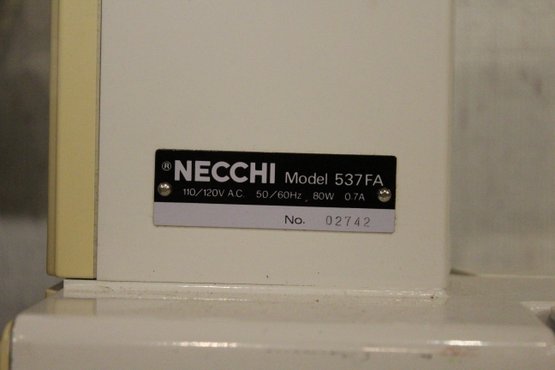 ® NECCHI Model 537FA
110/120V A.C. 50/60Hz 80W 0.7A
No. 02742